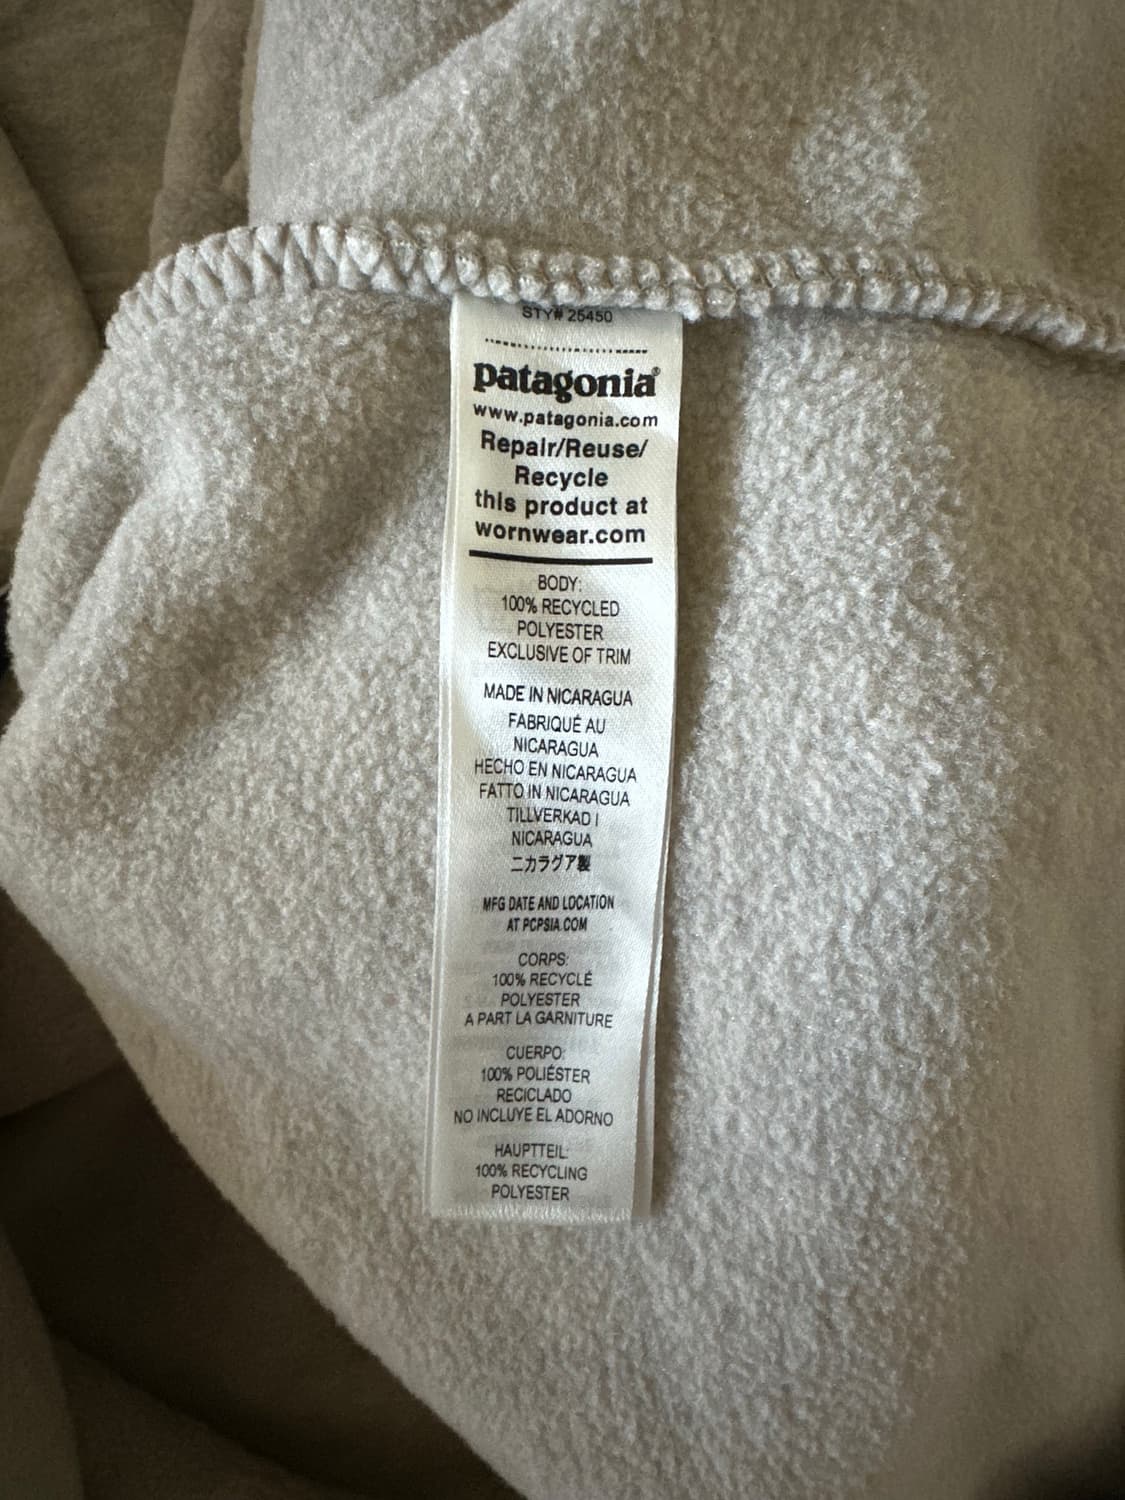 STY# 25450
patagonia®
www.patagonia.com
Repair/Reuse/
Recycle
this product at
wornwear.com
BODY:
100% RECYCLED
POLYESTER
EXCLUSIVE OF TRIM
MADE IN NICARAGUA
FABRIQUÉ AU
NICARAGUA
HECHO EN NICARAGUA
FATTO IN NICARAGUA
TILLVERKAD I
NICARAGUA
ニカラグア製
MFG DATE AND LOCATION
AT PCPSIA.COM
CORPS:
100% RECYCLÉ
POLYESTER
A PART LA GARNITURE
CUERPO:
100% POLIÉSTER
RECICLADO
NO INCLUYE EL ADORNO
HAUPTTEIL:
100% RECYCLING
POLYESTER